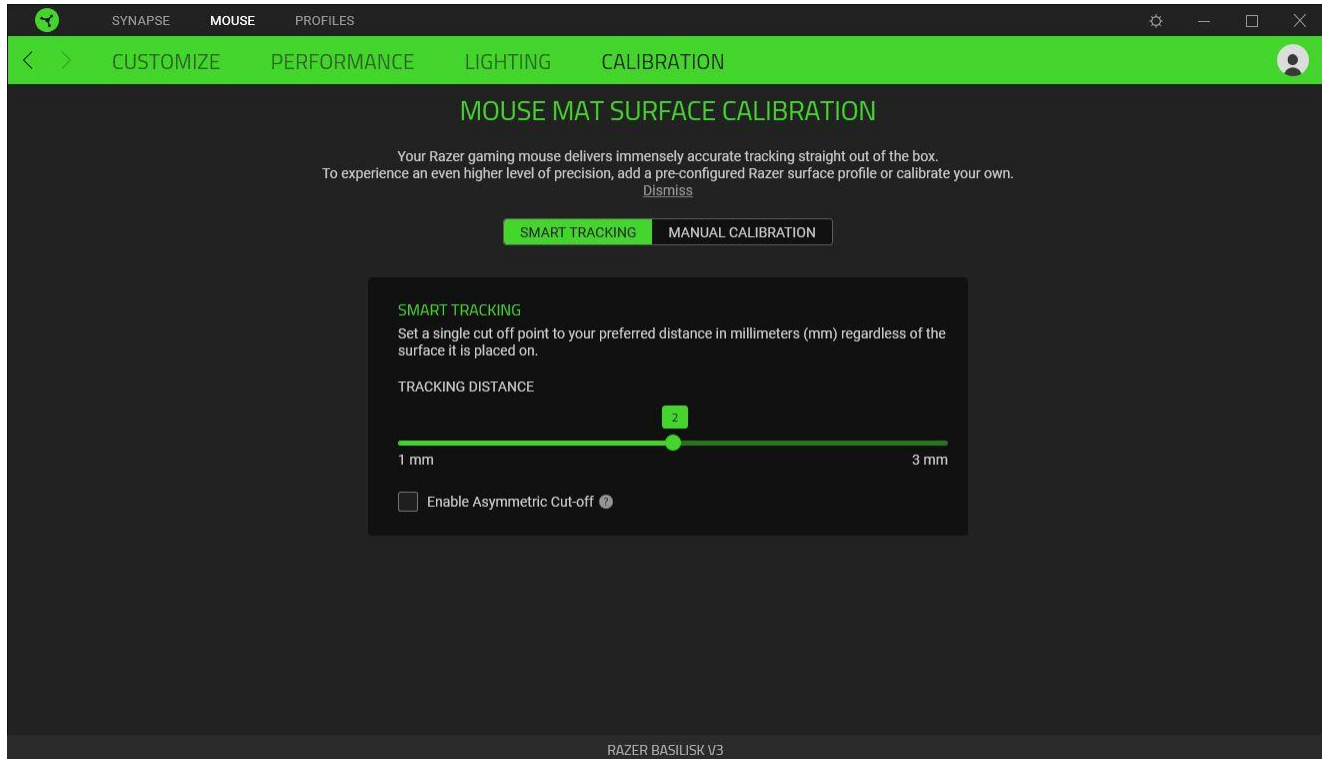 SYNAPSE MOUSE PROFILES
CUSTOMIZE PERFORMANCE LIGHTING CALIBRATION
MOUSE MAT SURFACE CALIBRATION
Your Razer gaming mouse delivers immensely accurate tracking straight out of the box.
To experience an even higher level of precision, add a pre-configured Razer surface profile or calibrate your own.
Dismiss
SMART TRACKING MANUAL CALIBRATION
SMART TRACKING
Set a single cut off point to your preferred distance in millimeters (mm) regardless of the
surface it is placed on.
TRACKING DISTANCE
2
1 mm 3 mm
Enable Asymmetric Cut-off ?
RAZER BASILISK V3